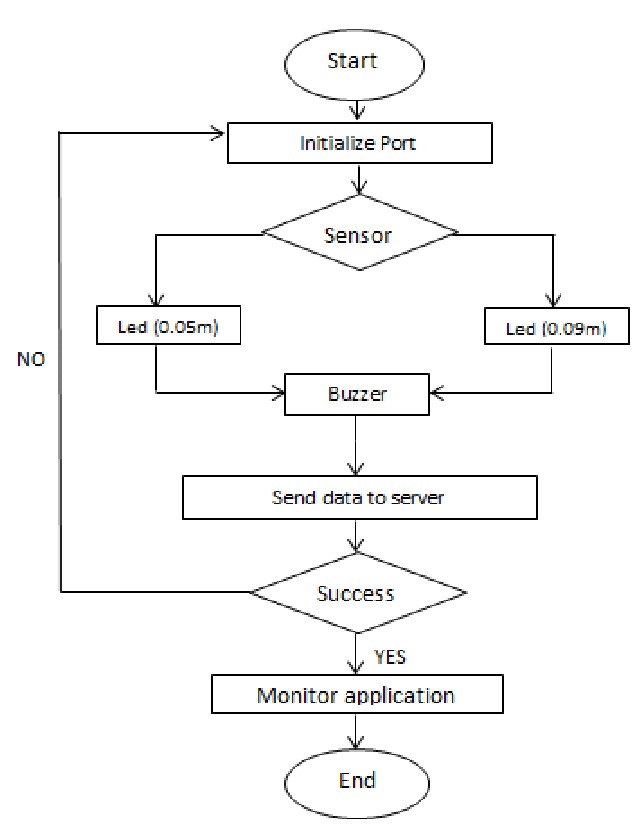 Start
Initialize Port
Sensor
Led (0.05m)
Led (0.09m)
NO
Buzzer
Send data to server
Success
YES
Monitor application
End